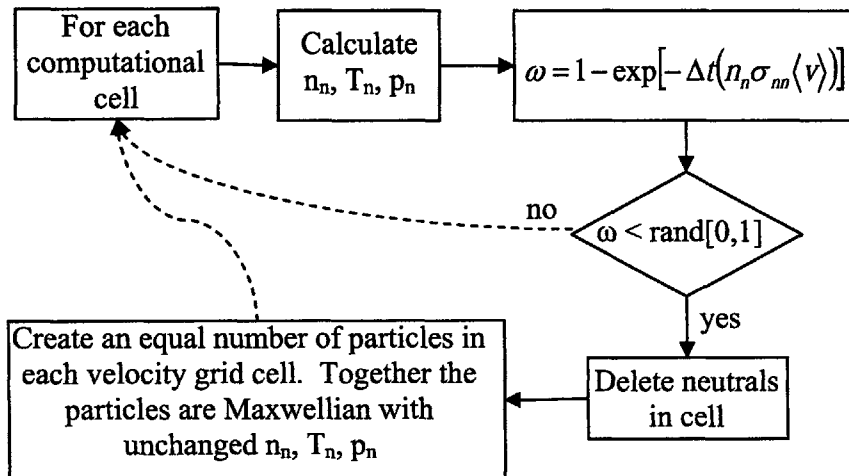 For each
computational
cell
Calculate
nₙ, Tₙ, pₙ
ω = 1 − exp[−Δt(nₙσₙₙ⟨v⟩)]
ω < rand[0,1]
no
yes
Delete neutrals
in cell
Create an equal number of particles in
each velocity grid cell. Together the
particles are Maxwellian with
unchanged nₙ, Tₙ, pₙ